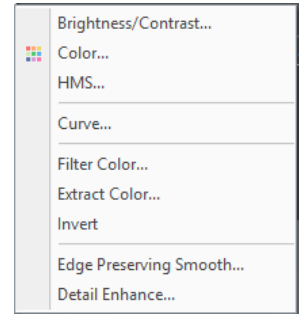 Brightness/Contrast...
Color...
HMS...
Curve...
Filter Color...
Extract Color...
Invert
Edge Preserving Smooth...
Detail Enhance...